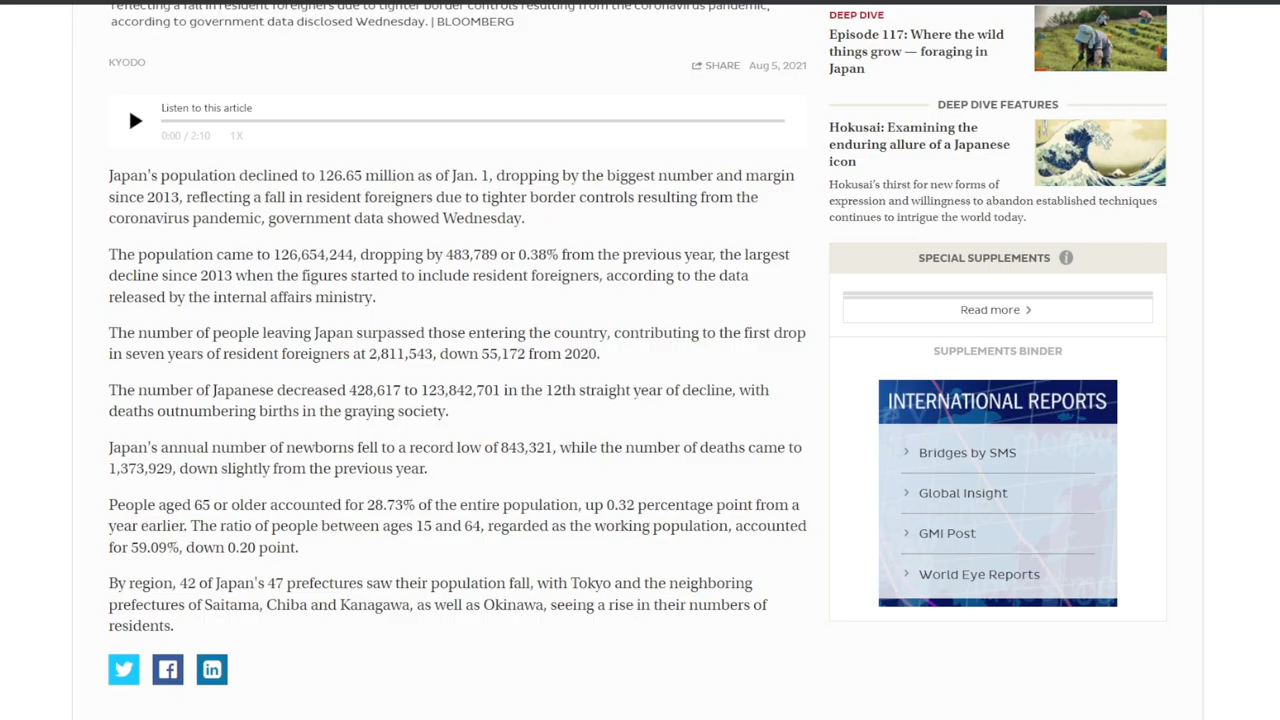 reflecting a fall in resident foreigners due to tighter border controls resulting from the coronavirus pandemic,
according to government data disclosed Wednesday. | BLOOMBERG
KYODO
SHARE Aug 5, 2021
Listen to this article
0:00 / 2:10 1X
Japan's population declined to 126.65 million as of Jan. 1, dropping by the biggest number and margin
since 2013, reflecting a fall in resident foreigners due to tighter border controls resulting from the
coronavirus pandemic, government data showed Wednesday.
The population came to 126,654,244, dropping by 483,789 or 0.38% from the previous year, the largest
decline since 2013 when the figures started to include resident foreigners, according to the data
released by the internal affairs ministry.
The number of people leaving Japan surpassed those entering the country, contributing to the first drop
in seven years of resident foreigners at 2,811,543, down 55,172 from 2020.
The number of Japanese decreased 428,617 to 123,842,701 in the 12th straight year of decline, with
deaths outnumbering births in the graying society.
Japan's annual number of newborns fell to a record low of 843,321, while the number of deaths came to
1,373,929, down slightly from the previous year.
People aged 65 or older accounted for 28.73% of the entire population, up 0.32 percentage point from a
year earlier. The ratio of people between ages 15 and 64, regarded as the working population, accounted
for 59.09%, down 0.20 point.
By region, 42 of Japan's 47 prefectures saw their population fall, with Tokyo and the neighboring
prefectures of Saitama, Chiba and Kanagawa, as well as Okinawa, seeing a rise in their numbers of
residents.
DEEP DIVE
Episode 117: Where the wild
things grow — foraging in
Japan
DEEP DIVE FEATURES
Hokusai: Examining the
enduring allure of a Japanese
icon
Hokusai's thirst for new forms of
expression and willingness to abandon established techniques
continues to intrigue the world today.
SPECIAL SUPPLEMENTS
Read more
SUPPLEMENTS BINDER
INTERNATIONAL REPORTS
Bridges by SMS
Global Insight
GMI Post
World Eye Reports